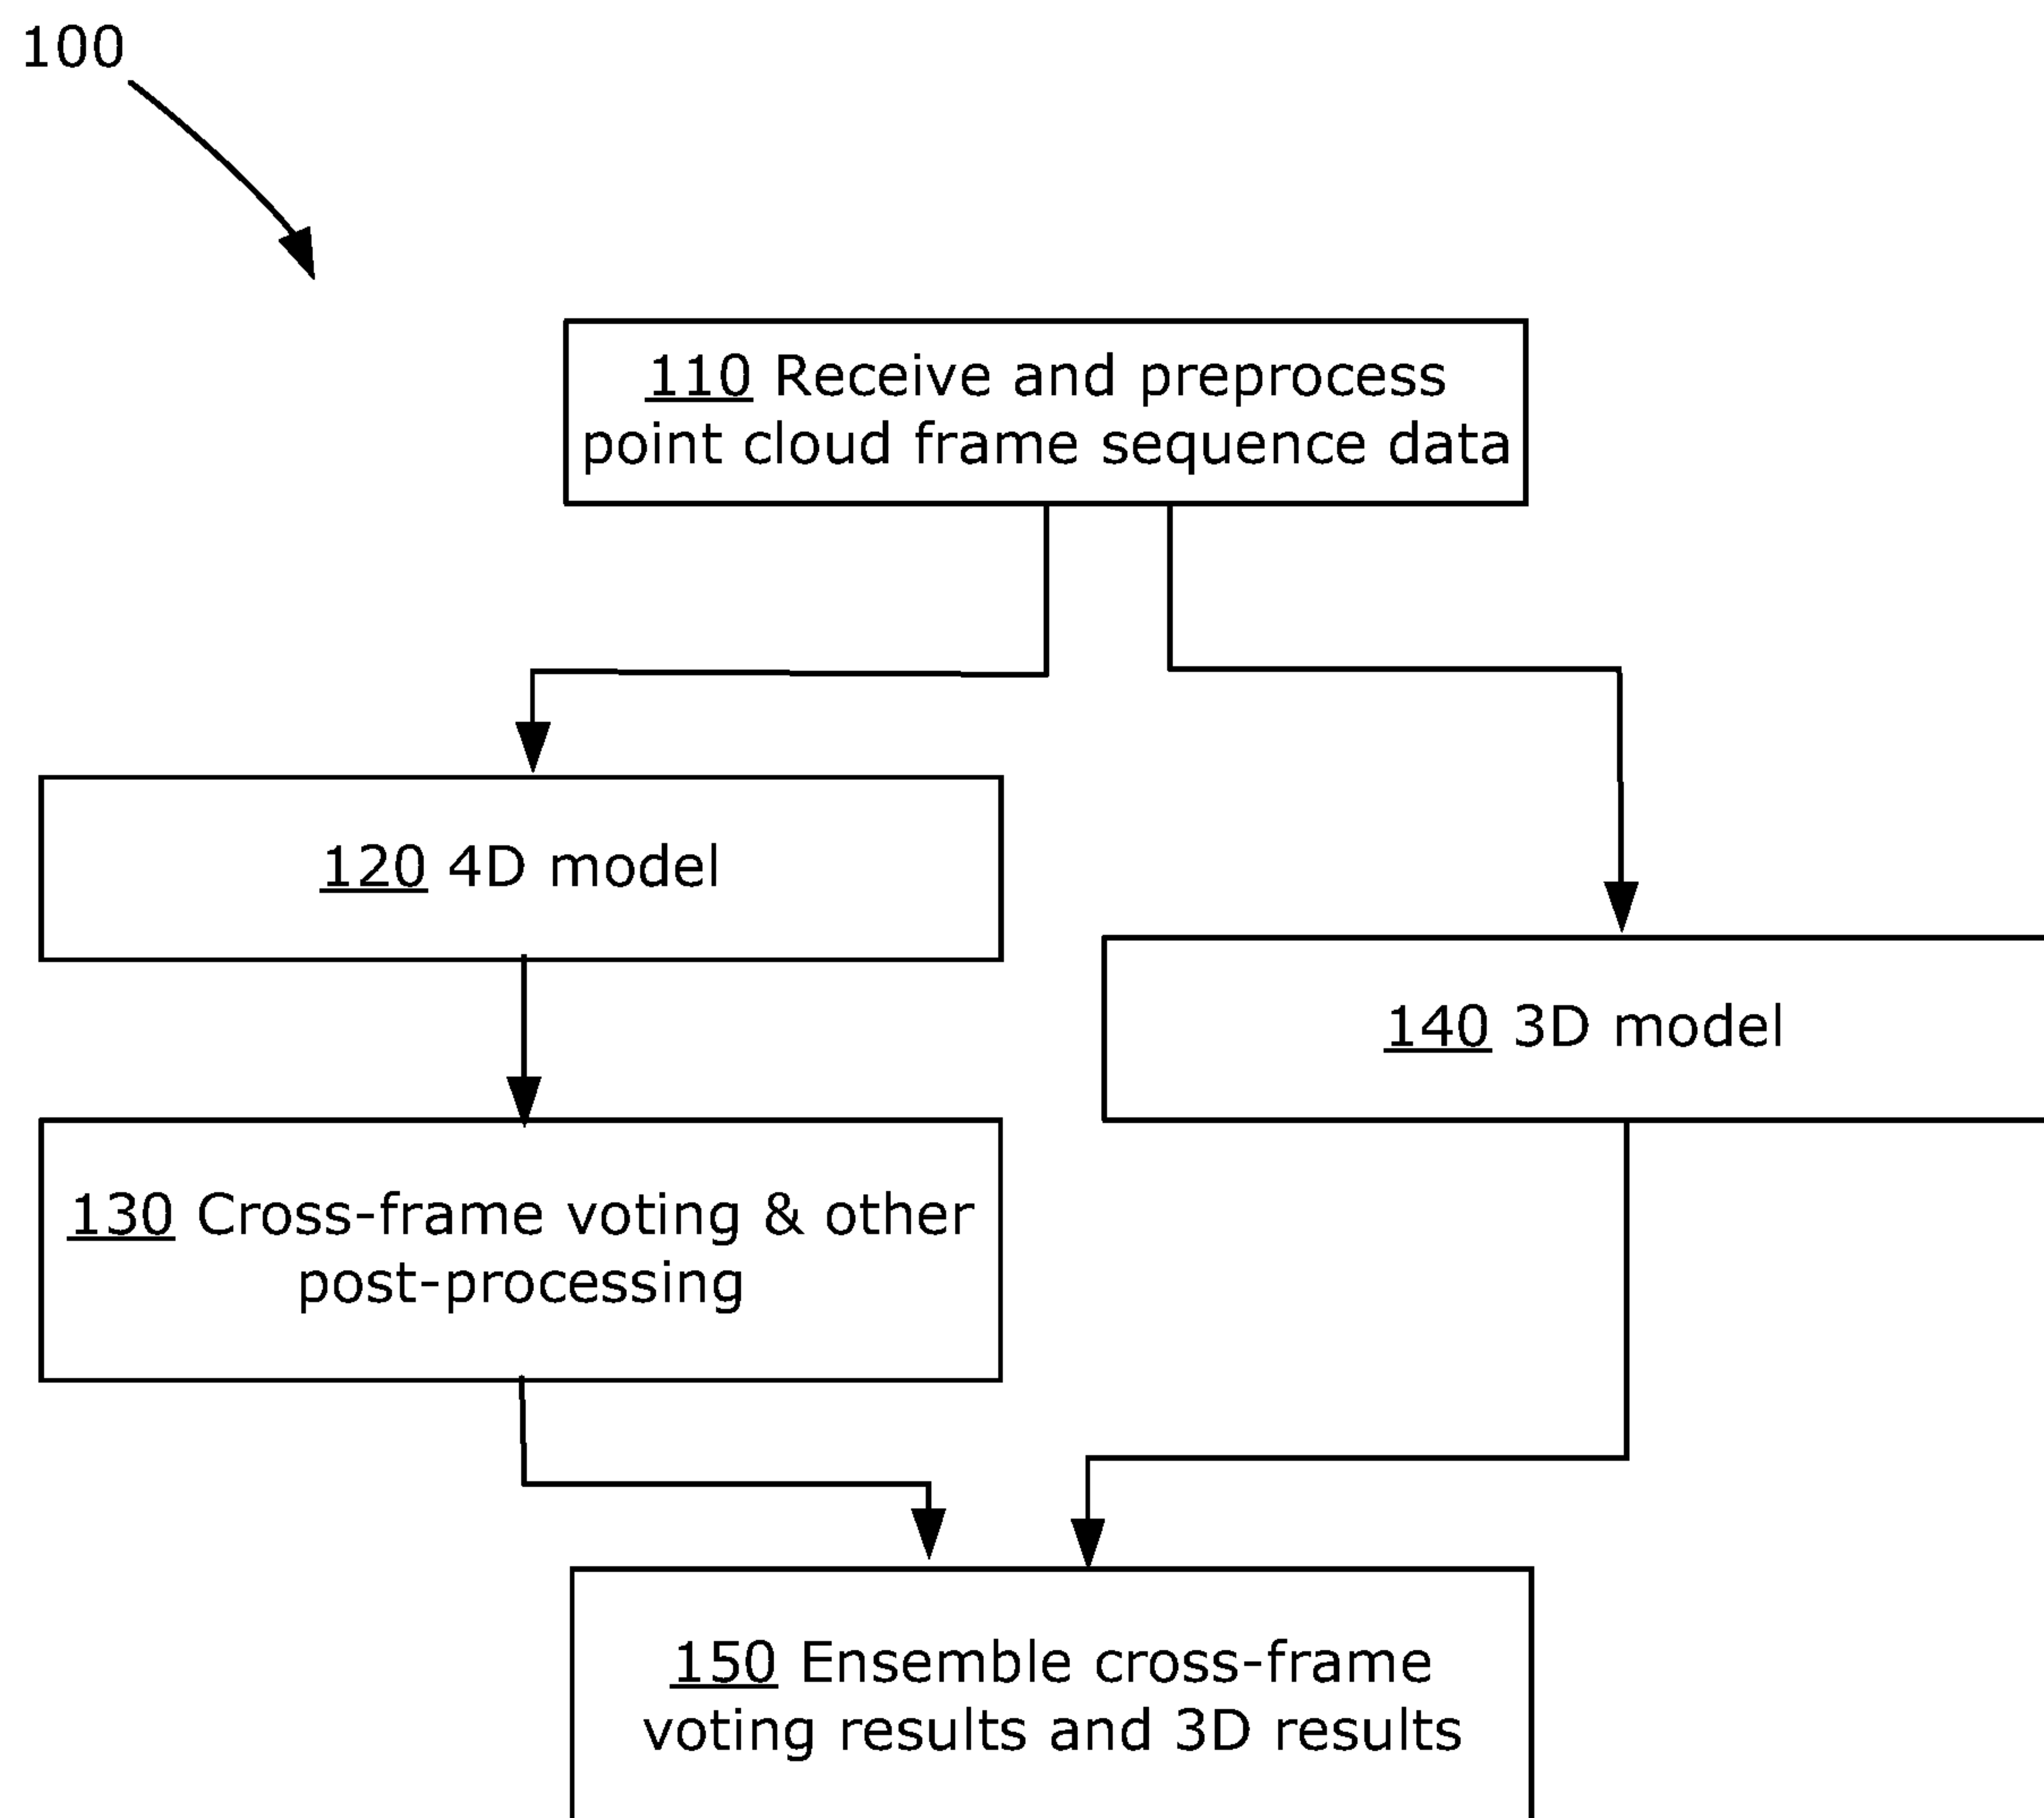 100
110 Receive and preprocess
point cloud frame sequence data
120 4D model
140 3D model
130 Cross-frame voting & other
post-processing
150 Ensemble cross-frame
voting results and 3D results